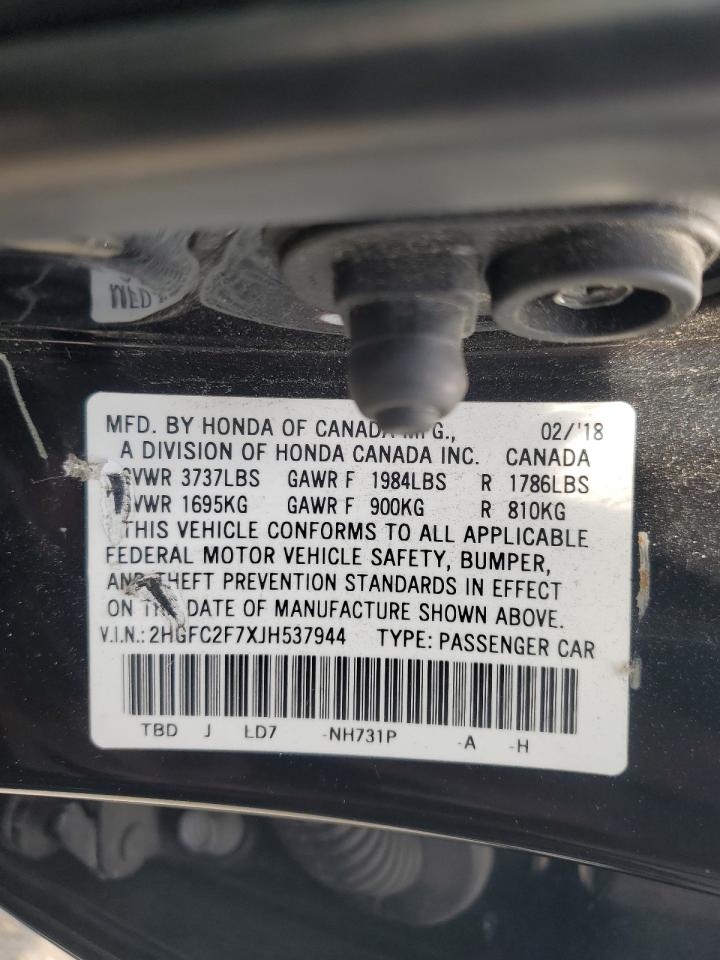 MFD. BY HONDA OF CANADA MFG., 02/'18
A DIVISION OF HONDA CANADA INC. CANADA
GVWR 3737LBS GAWR F 1984LBS R 1786LBS
GVWR 1695KG GAWR F 900KG R 810KG
THIS VEHICLE CONFORMS TO ALL APPLICABLE
FEDERAL MOTOR VEHICLE SAFETY, BUMPER,
AND THEFT PREVENTION STANDARDS IN EFFECT
ON THE DATE OF MANUFACTURE SHOWN ABOVE.
V.I.N.: 2HGFC2F7XJH537944 TYPE: PASSENGER CAR
TBD J LD7 -NH731P -A -H